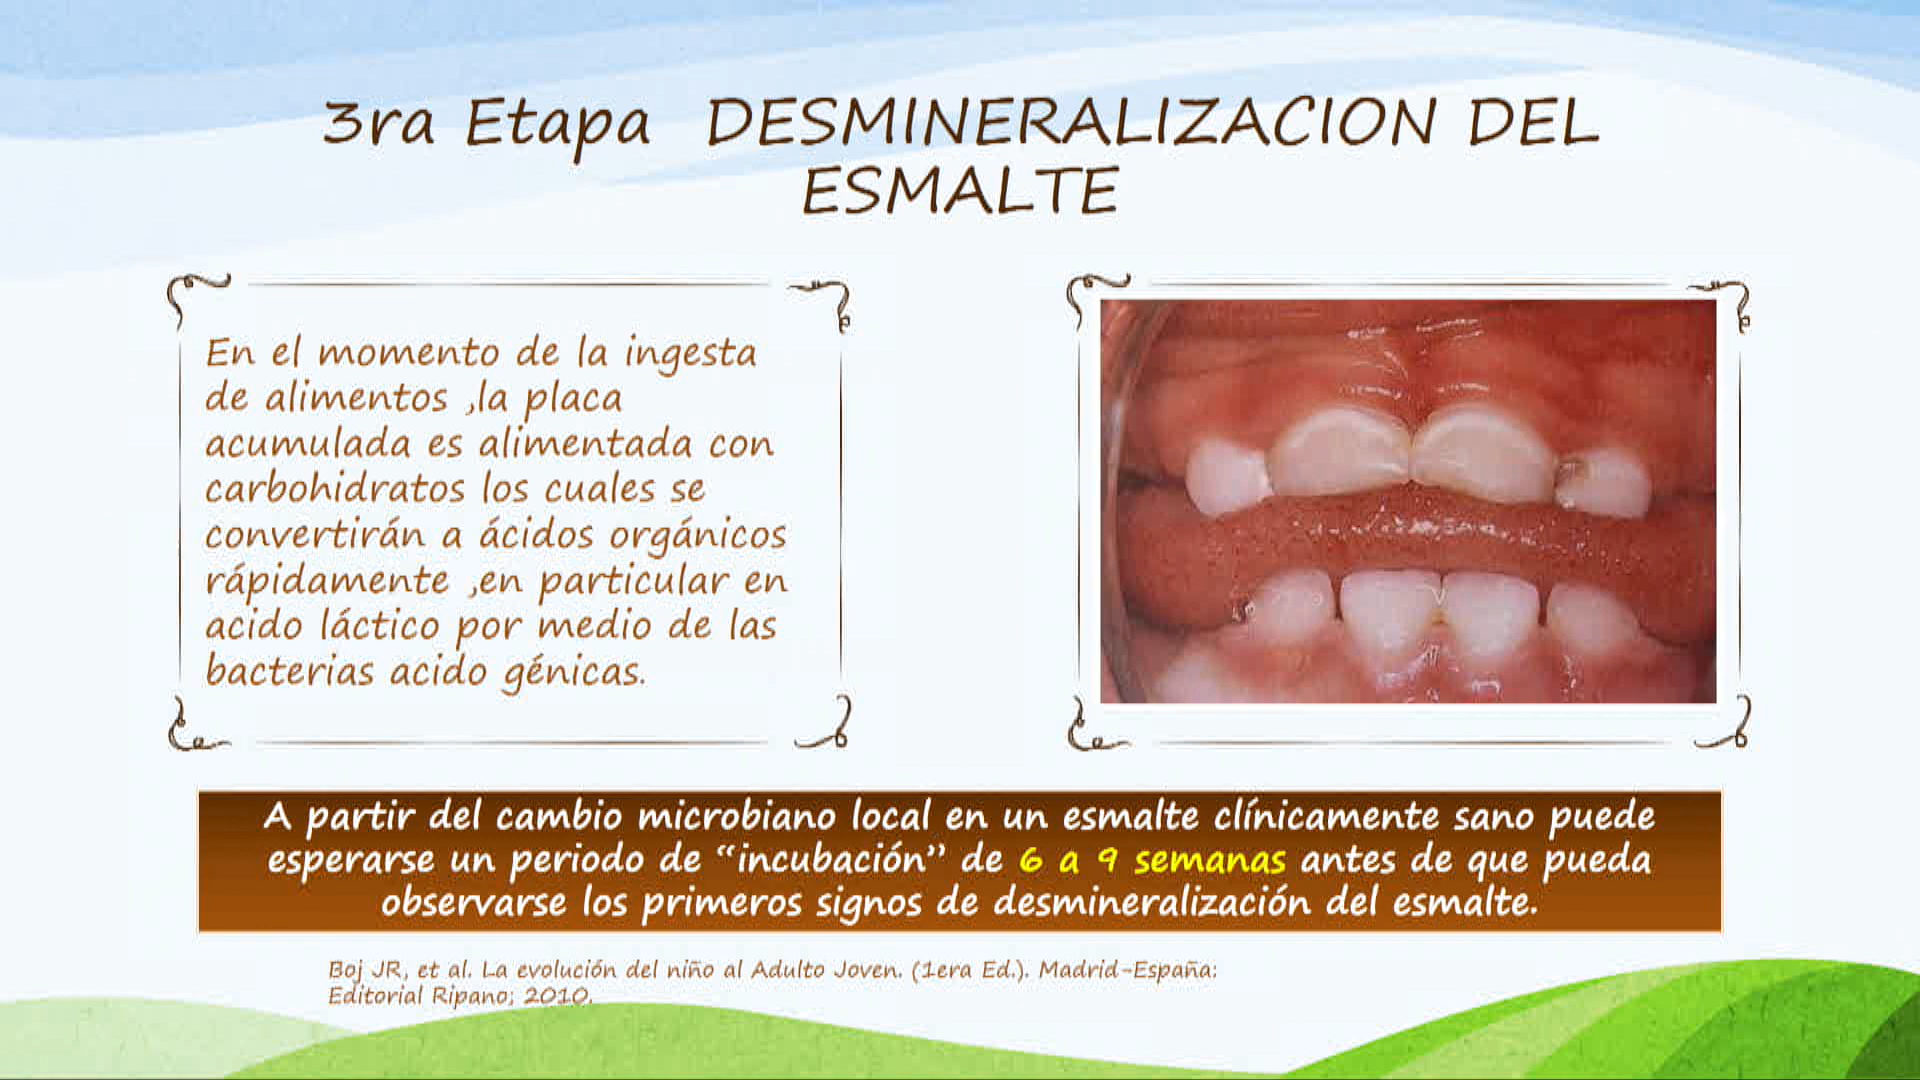 3ra Etapa DESMINERALIZACION DEL
ESMALTE
En el momento de la ingesta
de alimentos ,la placa
acumulada es alimentada con
carbohidratos los cuales se
convertirán a ácidos orgánicos
rápidamente ,en particular en
acido láctico por medio de las
bacterias acido génicas.
A partir del cambio microbiano local en un esmalte clínicamente sano puede
esperarse un periodo de “incubación” de 6 a 9 semanas antes de que pueda
observarse los primeros signos de desmineralización del esmalte.
Boj JR, et al. La evolución del niño al Adulto Joven. (1era Ed.). Madrid-España:
Editorial Ripano; 2010.